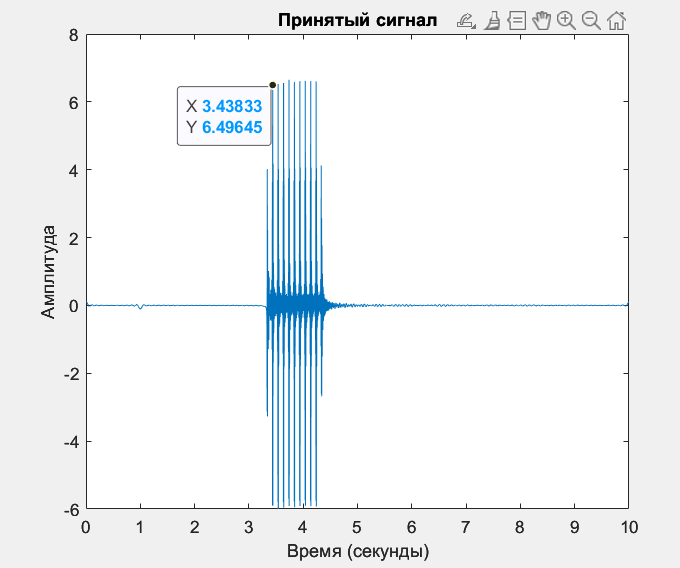 Принятый сигнал
X 3.43833
Y 6.49645
8
6
4
2
0
-2
-4
-6
Амплитуда
0 1 2 3 4 5 6 7 8 9 10
Время (секунды)